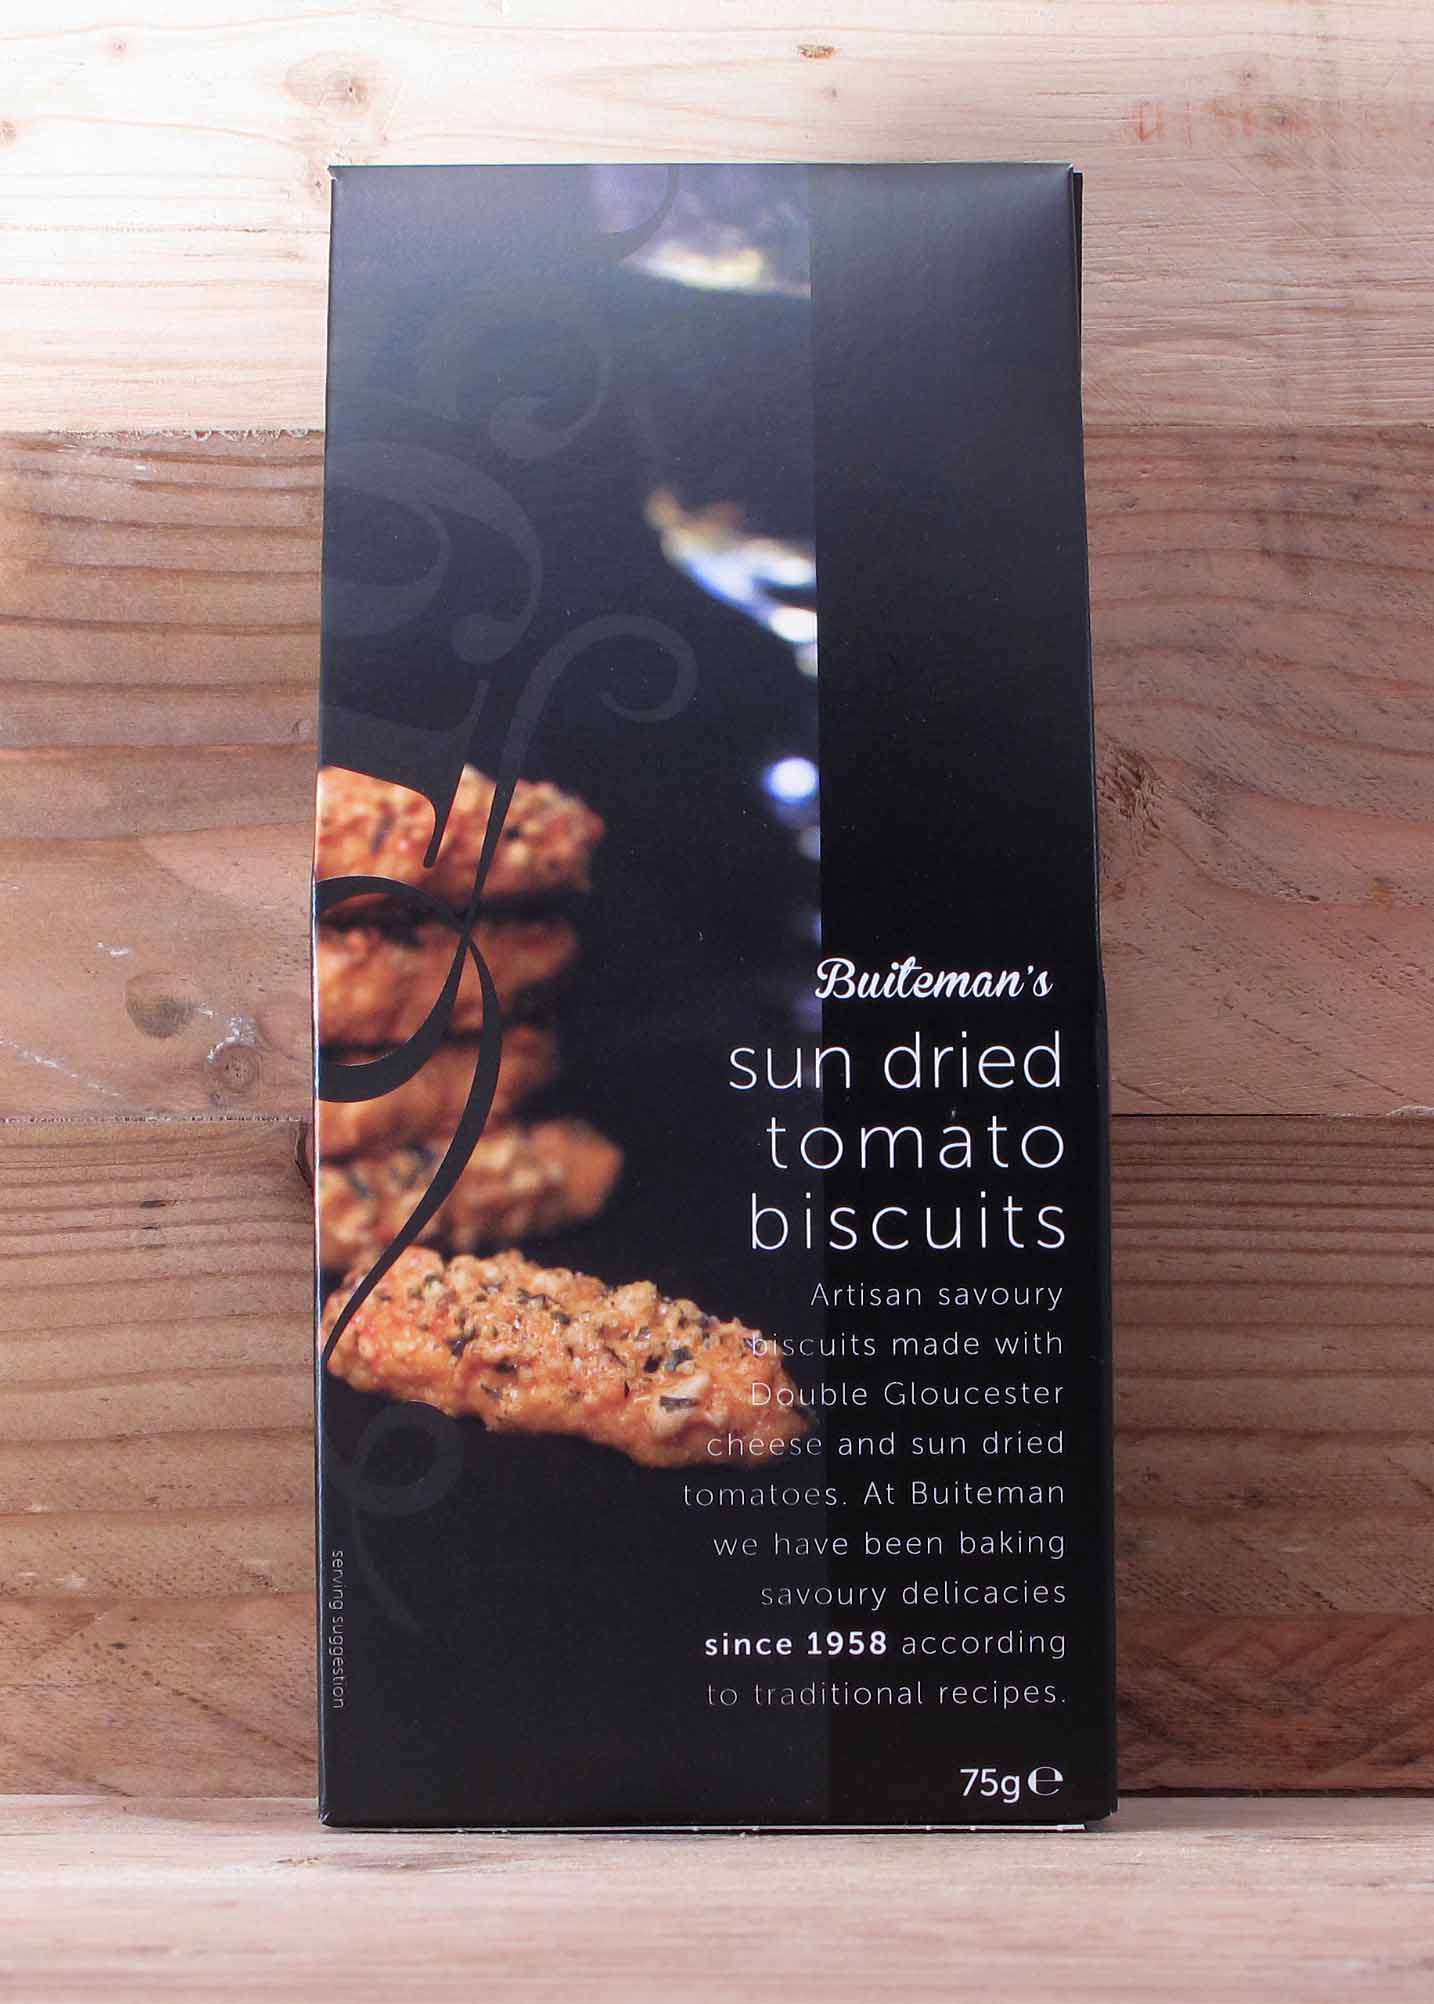 Buiteman's
sun dried
tomato
biscuits
Artisan savoury
biscuits made with
Double Gloucester
cheese and sun dried
tomatoes. At Buiteman
we have been baking
savoury delicacies
since 1958 according
to traditional recipes.
75g ℮
serving suggestion